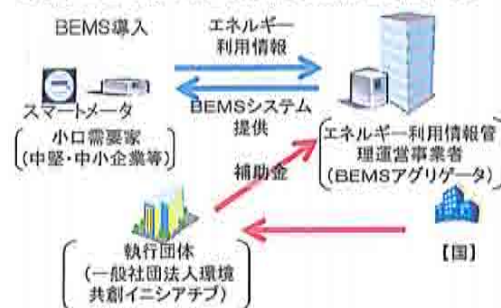 BEMS導入
エネルギー
利用情報
スマートメータ
BEMSシステム
提供
小口需要家
(中堅・中小企業等)
エネルギー利用情報管
理運営事業者
(BEMSアグリゲータ)
補助金
執行団体
(一般社団法人環境
共創イニシアチブ)
【国】